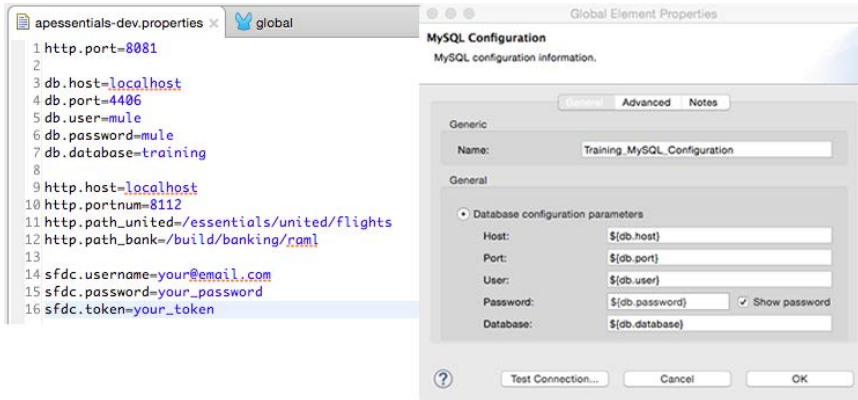 apessentials-dev.properties
global
1 http.port=8081
2
3 db.host=localhost
4 db.port=4406
5 db.user=mule
6 db.password=mule
7 db.database=training
8
9 http.host=localhost
10 http.portnum=8112
11 http.path_united=/essentials/united/flights
12 http.path_bank=/build/banking/raml
13
14 sfdc.username=your@email.com
15 sfdc.password=your_password
16 sfdc.token=your_token
Global Element Properties
MySQL Configuration
MySQL configuration information.
General Advanced Notes
Generic
Name: Training_MySQL_Configuration
General
Database configuration parameters
Host: ${db.host}
Port: ${db.port}
User: ${db.user}
Password: ${db.password} Show password
Database: ${db.database}
? Test Connection... Cancel OK